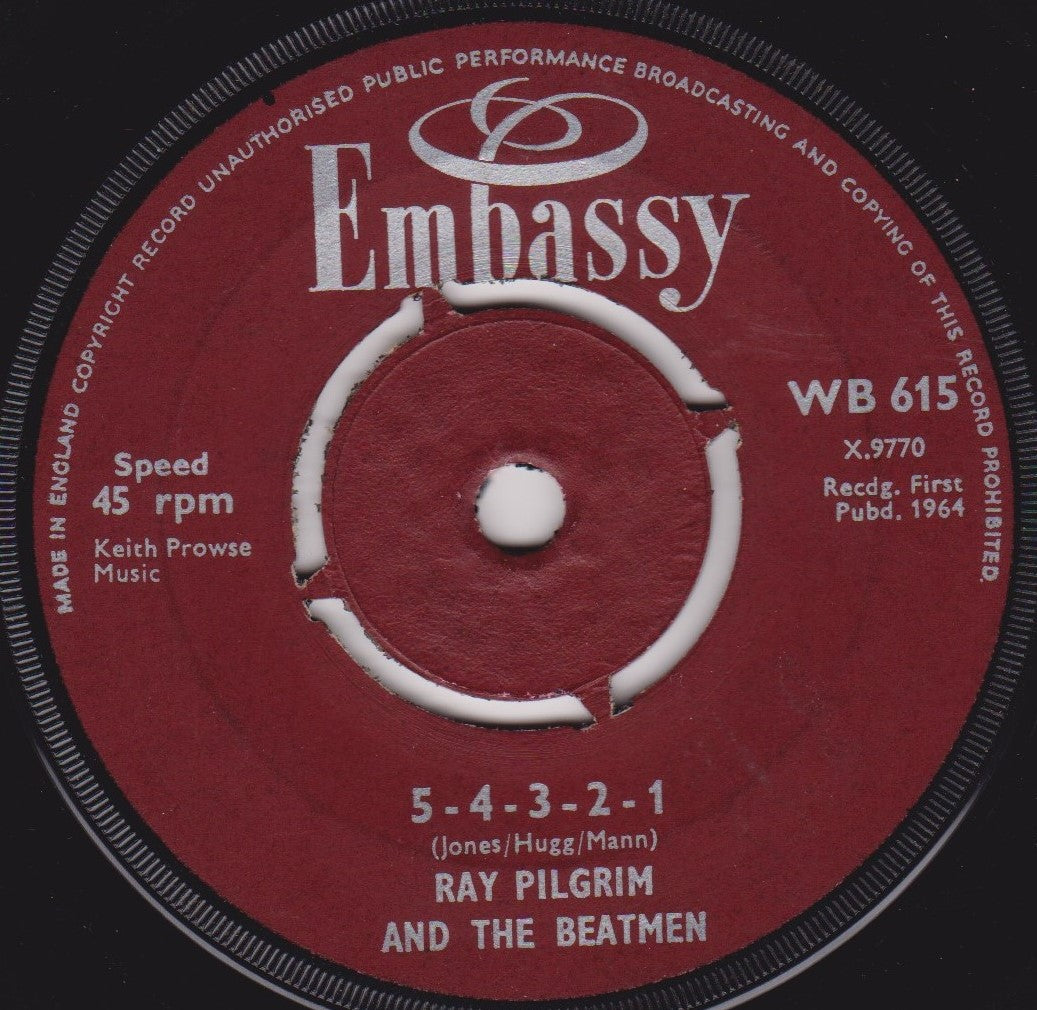 MADE IN ENGLAND COPYRIGHT RECORD UNAUTHORISED PUBLIC PERFORMANCE BROADCASTING AND COPYING OF THIS RECORD PROHIBITED.
Embassy
WB 615
X.9770
Recdg. First
Pubd. 1964
Speed
45 rpm
Keith Prowse
Music
5-4-3-2-1
(Jones/Hugg/Mann)
RAY PILGRIM
AND THE BEATMEN